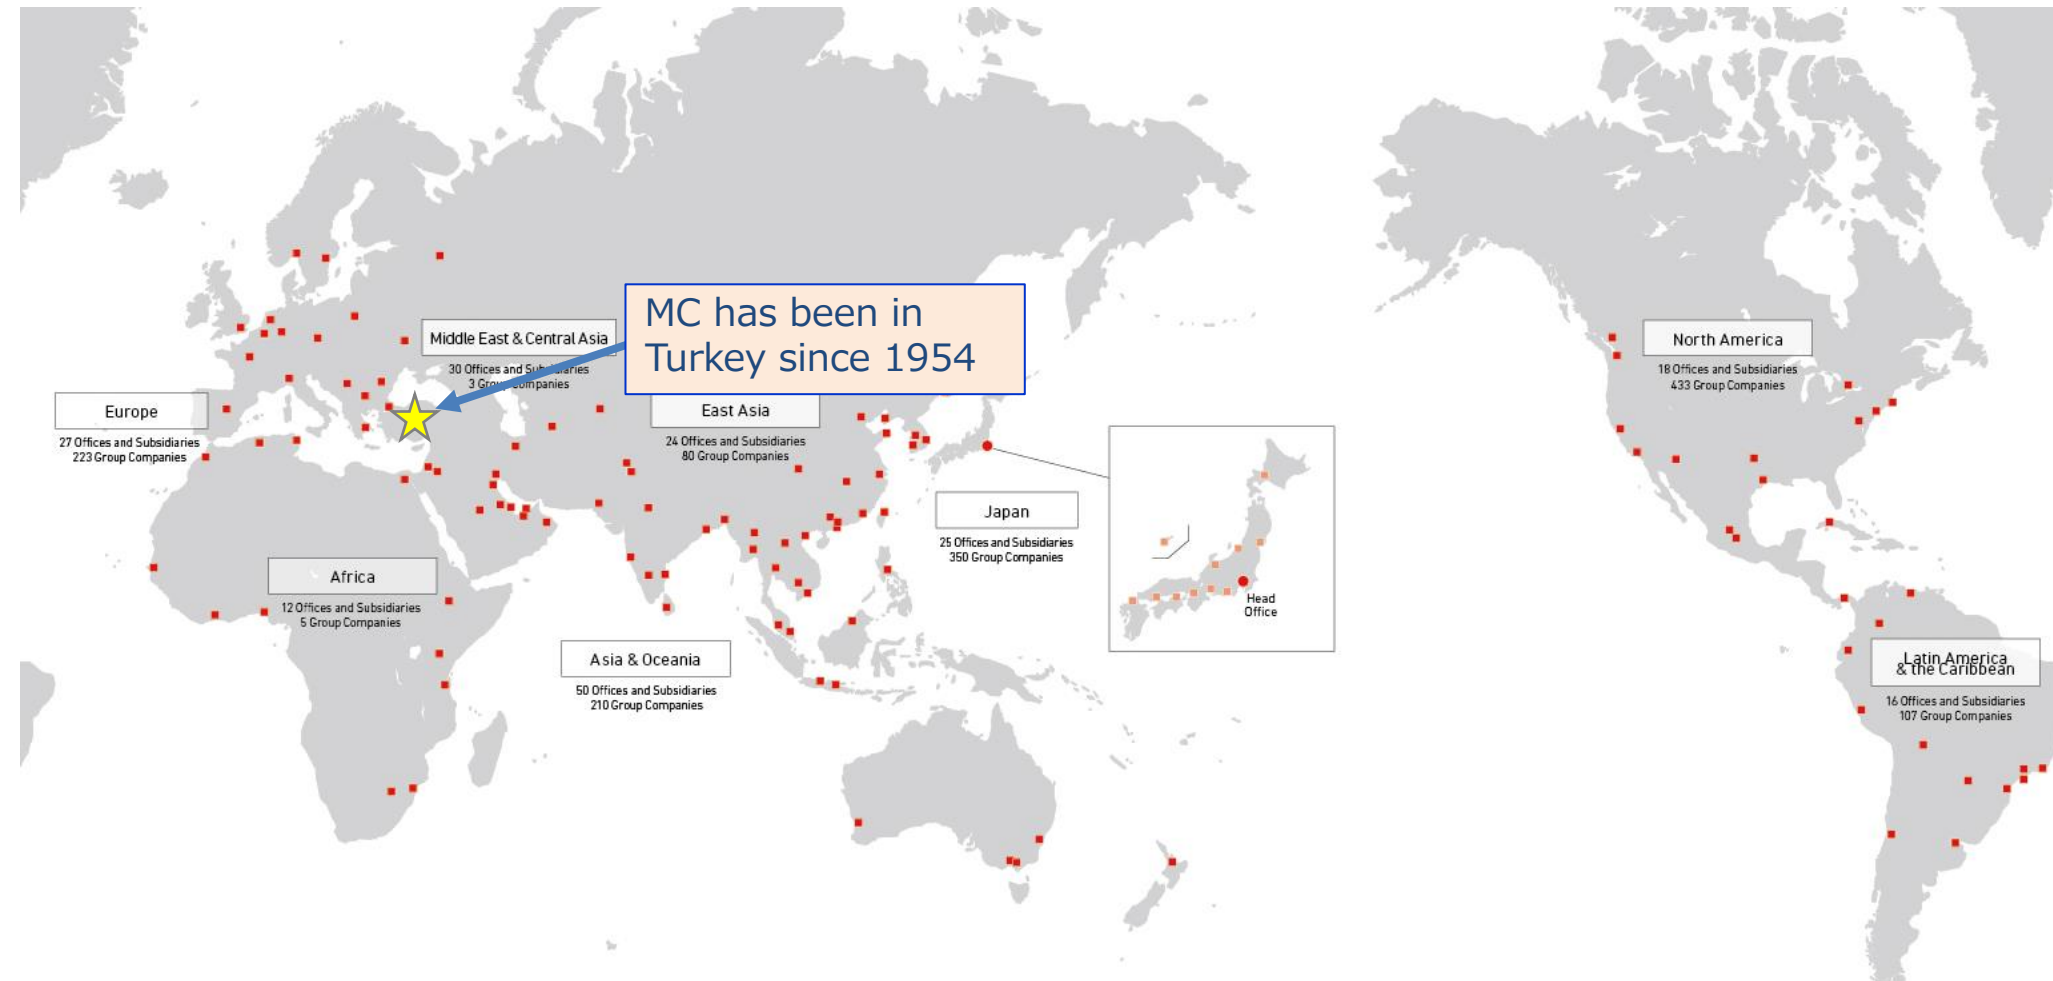 MC has been in
Turkey since 1954
Middle East & Central Asia
30 Offices and Subsidiaries
3 Group Companies
Europe
27 Offices and Subsidiaries
223 Group Companies
East Asia
24 Offices and Subsidiaries
80 Group Companies
North America
18 Offices and Subsidiaries
433 Group Companies
Japan
25 Offices and Subsidiaries
350 Group Companies
Head
Office
Africa
12 Offices and Subsidiaries
5 Group Companies
Asia & Oceania
50 Offices and Subsidiaries
210 Group Companies
Latin America
& the Caribbean
16 Offices and Subsidiaries
107 Group Companies